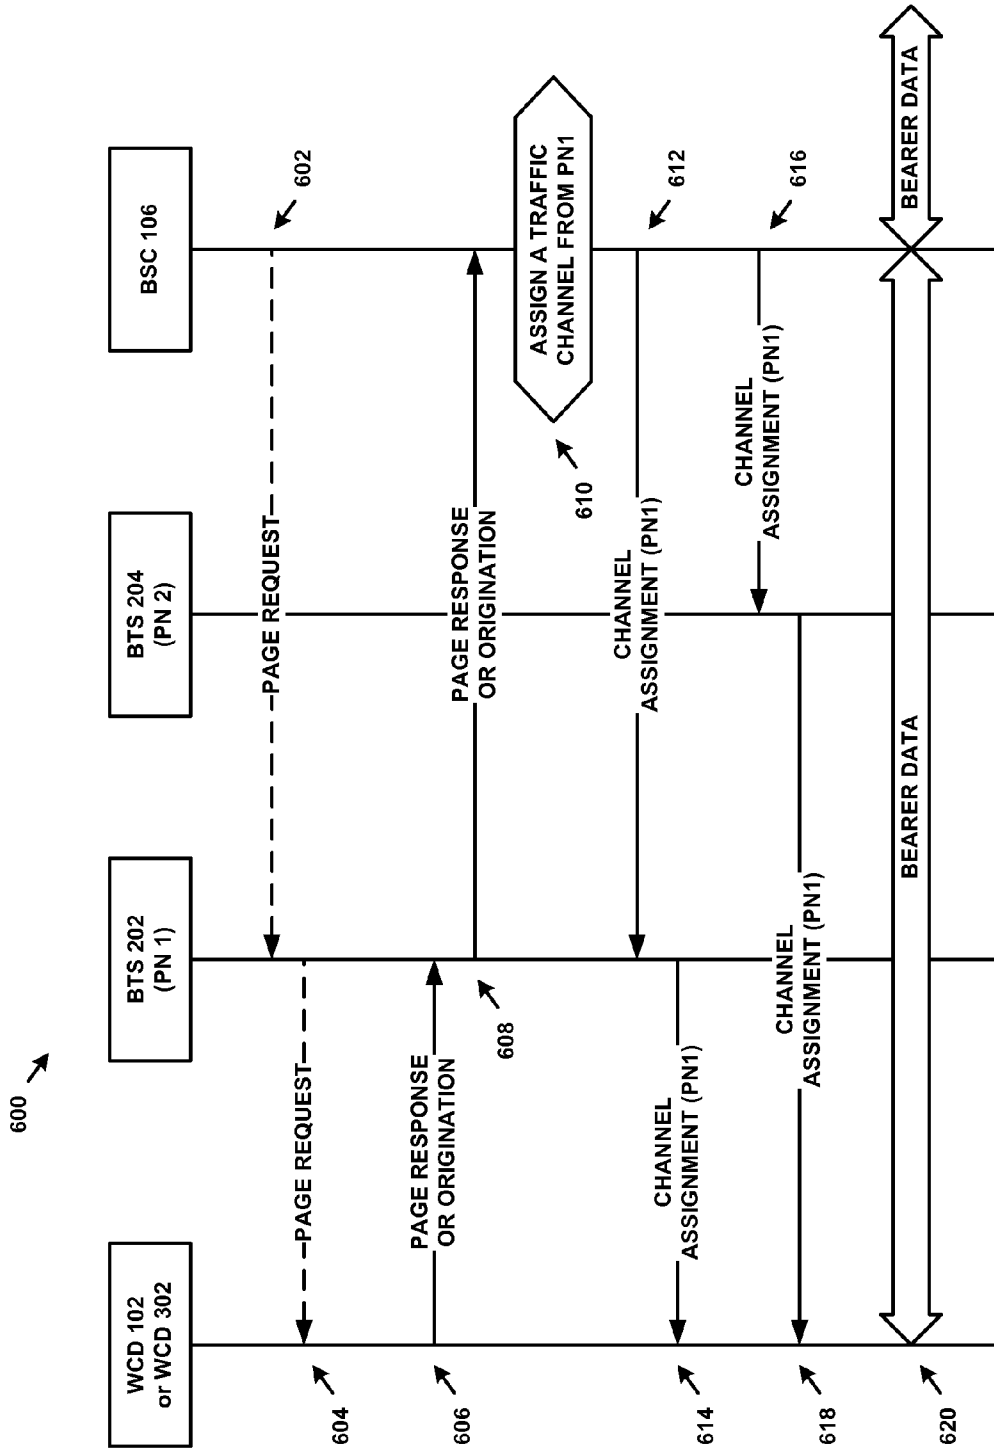 600
WCD 102
or WCD 302
BTS 202
(PN 1)
BTS 204
(PN 2)
BSC 106
PAGE REQUEST
602
PAGE REQUEST
604
PAGE RESPONSE
OR ORIGINATION
606
PAGE RESPONSE
OR ORIGINATION
608
ASSIGN A TRAFFIC
CHANNEL FROM PN1
610
CHANNEL
ASSIGNMENT (PN1)
612
CHANNEL
ASSIGNMENT (PN1)
614
CHANNEL
ASSIGNMENT (PN1)
616
CHANNEL
ASSIGNMENT (PN1)
618
BEARER DATA
BEARER DATA
620